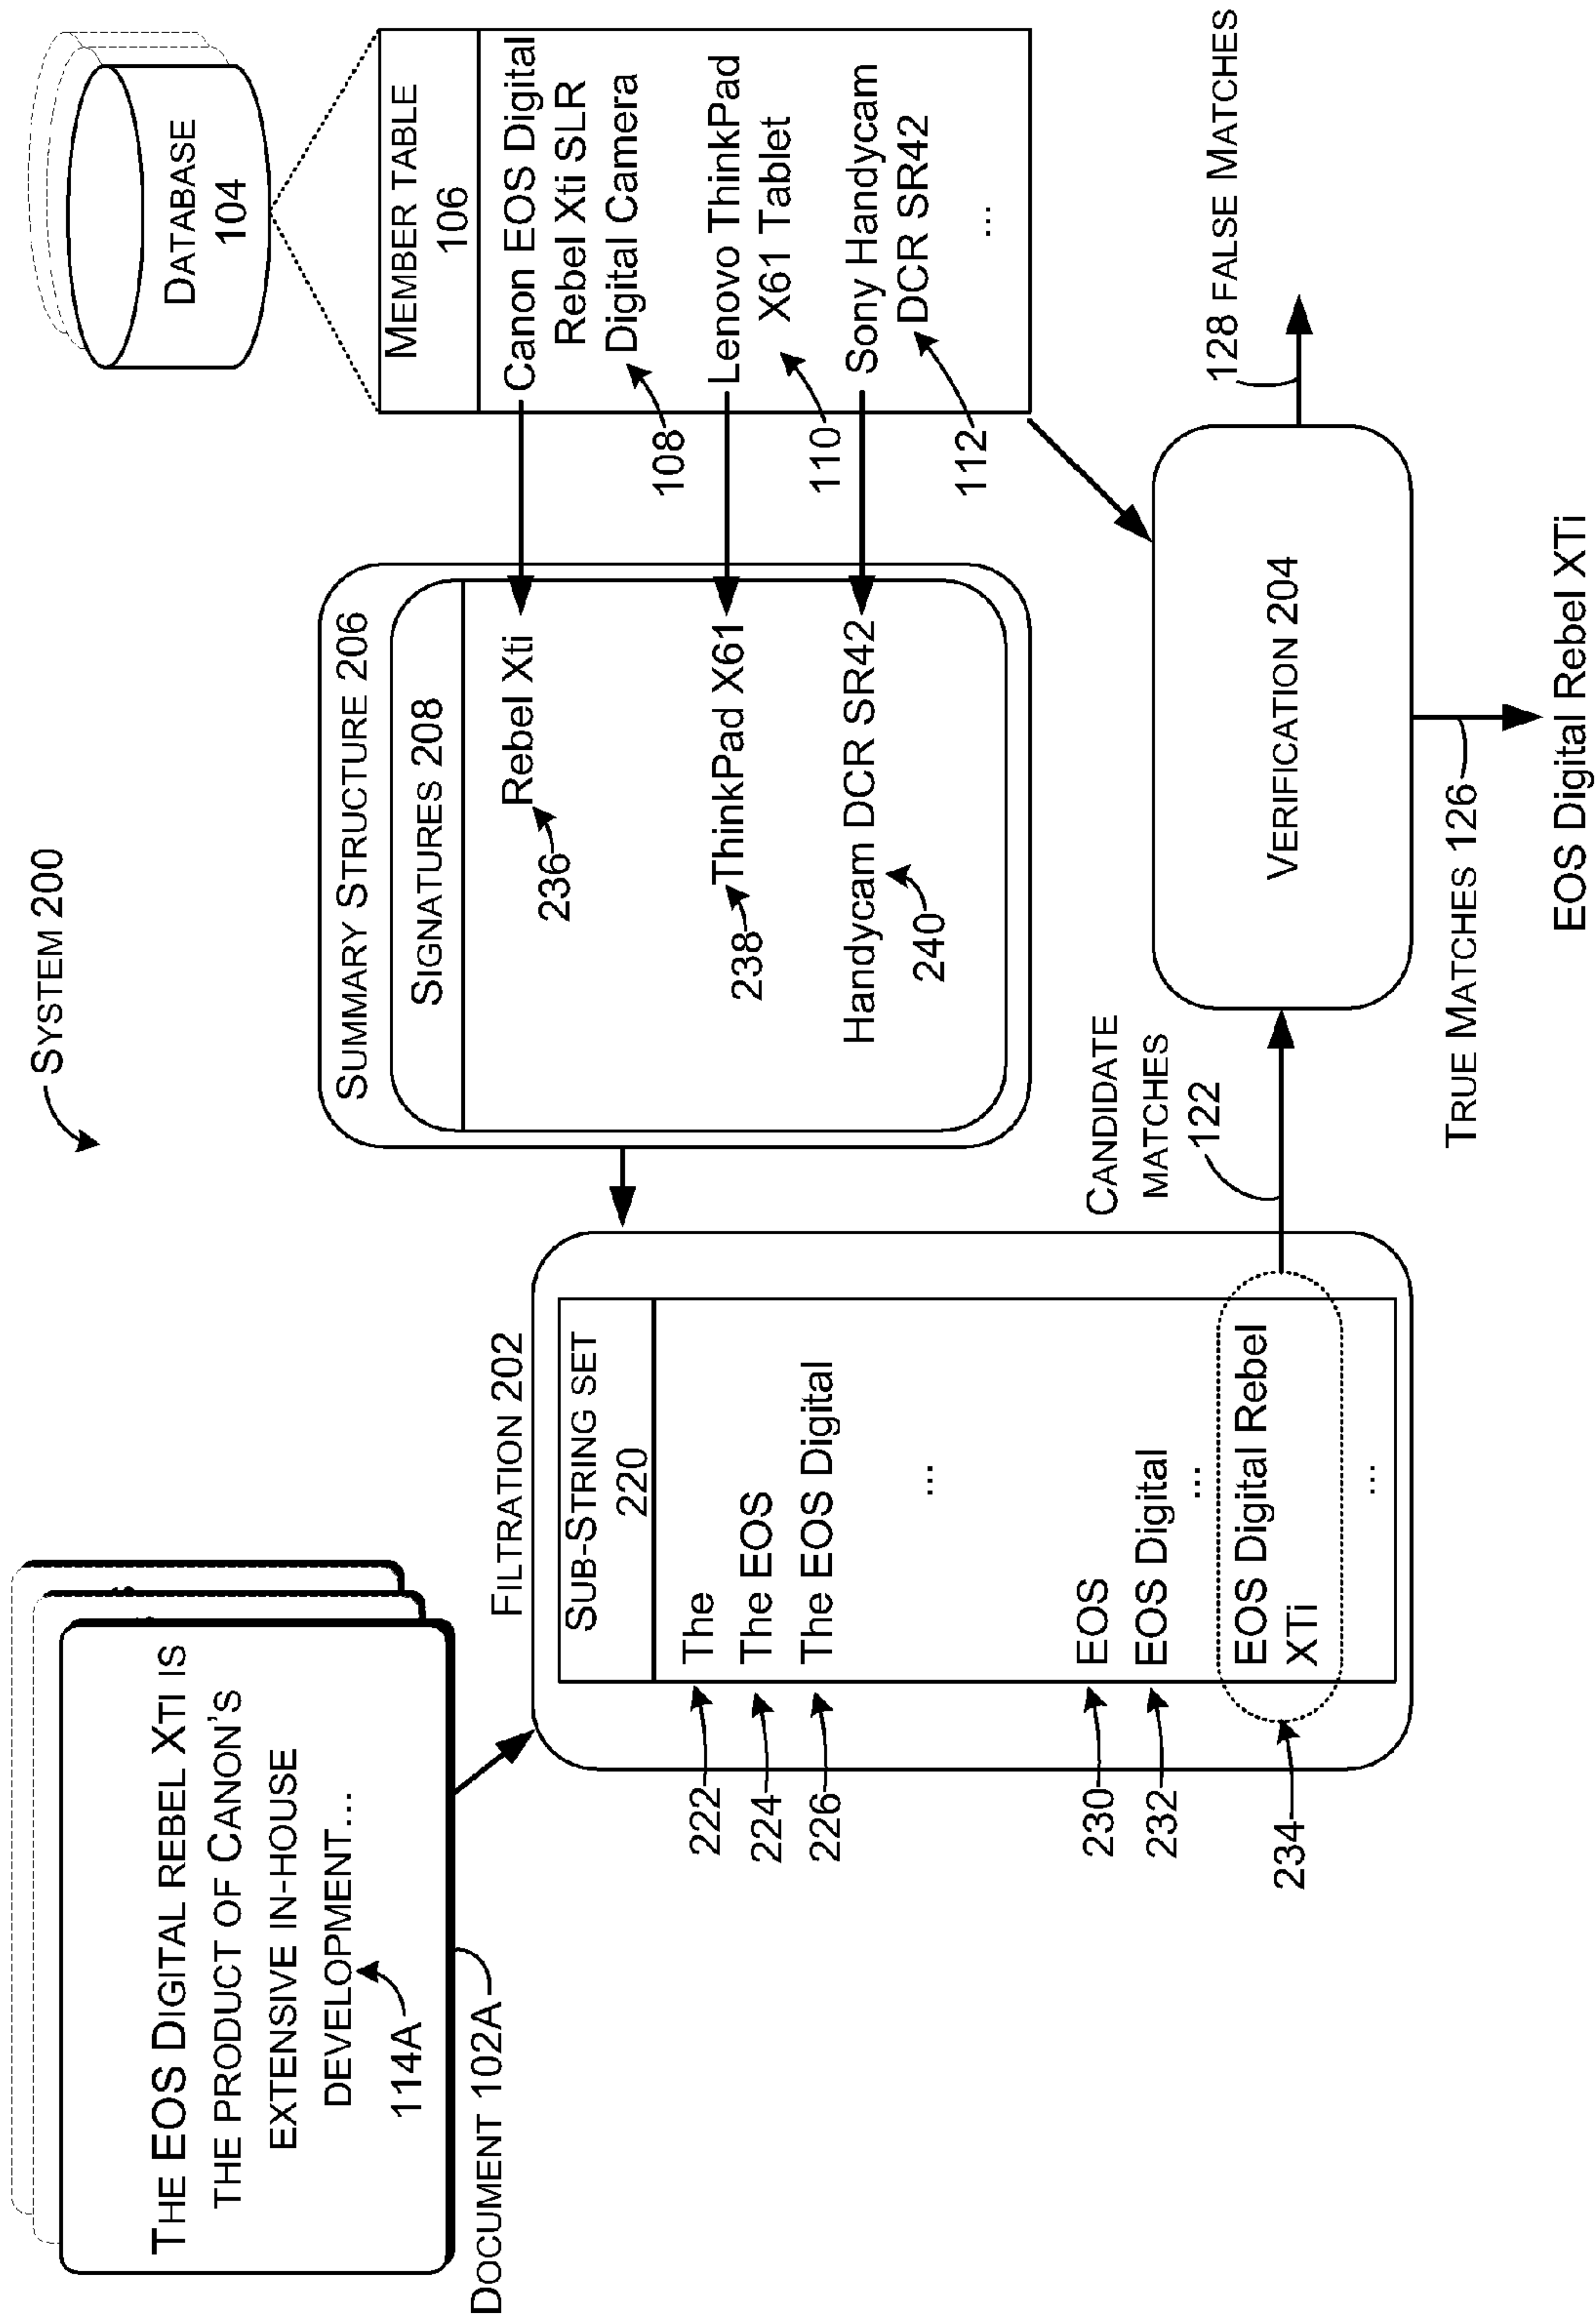 SYSTEM 200
THE EOS DIGITAL REBEL XTI IS
THE PRODUCT OF CANON'S
EXTENSIVE IN-HOUSE
DEVELOPMENT...
114A
DOCUMENT 102A
FILTRATION 202
SUB-STRING SET
220
The
The EOS
The EOS Digital
...
EOS
EOS Digital
...
EOS Digital Rebel
XTi
...
222
224
226
230
232
234
SUMMARY STRUCTURE 206
SIGNATURES 208
Rebel Xti
236
ThinkPad X61
238
Handycam DCR SR42
240
DATABASE
104
MEMBER TABLE
106
Canon EOS Digital
Rebel Xti SLR
Digital Camera
108
Lenovo ThinkPad
X61 Tablet
110
Sony Handycam
DCR SR42
112
...
CANDIDATE
MATCHES
122
VERIFICATION 204
128 FALSE MATCHES
TRUE MATCHES 126
EOS Digital Rebel XTi